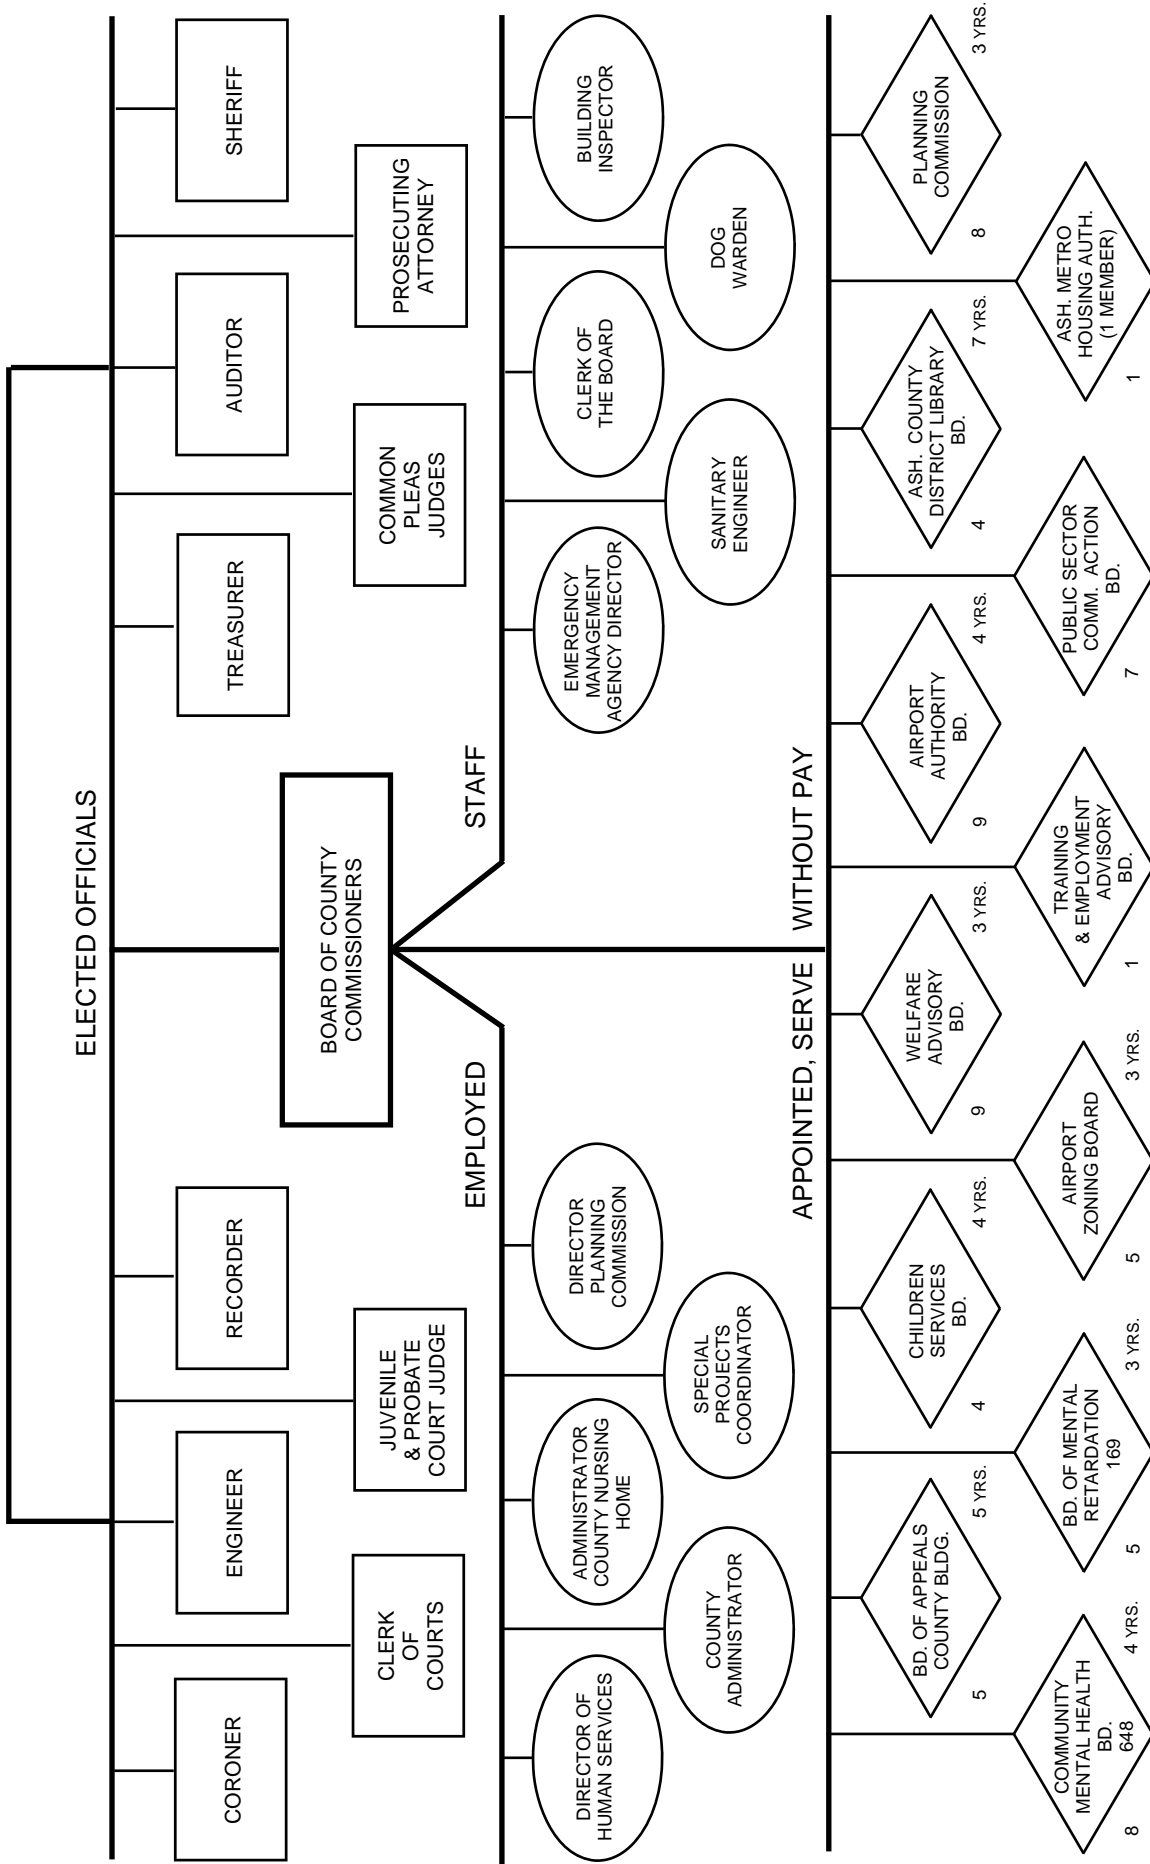 ELECTED OFFICIALS
CORONER
ENGINEER
RECORDER
TREASURER
AUDITOR
SHERIFF
CLERK
OF
COURTS
JUVENILE
& PROBATE
COURT JUDGE
COMMON
PLEAS
JUDGES
PROSECUTING
ATTORNEY
BOARD OF COUNTY
COMMISSIONERS
EMPLOYED
STAFF
DIRECTOR OF
HUMAN SERVICES
ADMINISTRATOR
COUNTY NURSING
HOME
DIRECTOR
PLANNING
COMMISSION
EMERGENCY
MANAGEMENT
AGENCY DIRECTOR
CLERK OF
THE BOARD
BUILDING
INSPECTOR
COUNTY
ADMINISTRATOR
SPECIAL
PROJECTS
COORDINATOR
SANITARY
ENGINEER
DOG
WARDEN
APPOINTED, SERVE WITHOUT PAY
BD. OF APPEALS
COUNTY BLDG.
5
5 YRS.
CHILDREN
SERVICES
BD.
4
4 YRS.
WELFARE
ADVISORY
BD.
9
3 YRS.
AIRPORT
AUTHORITY
BD.
9
4 YRS.
ASH. COUNTY
DISTRICT LIBRARY
BD.
4
7 YRS.
PLANNING
COMMISSION
8
3 YRS.
COMMUNITY
MENTAL HEALTH
BD.
648
8
4 YRS.
BD. OF MENTAL
RETARDATION
169
5
3 YRS.
AIRPORT
ZONING BOARD
5
3 YRS.
TRAINING
& EMPLOYMENT
ADVISORY
BD.
1
PUBLIC SECTOR
COMM. ACTION
BD.
7
ASH. METRO
HOUSING AUTH.
(1 MEMBER)
1